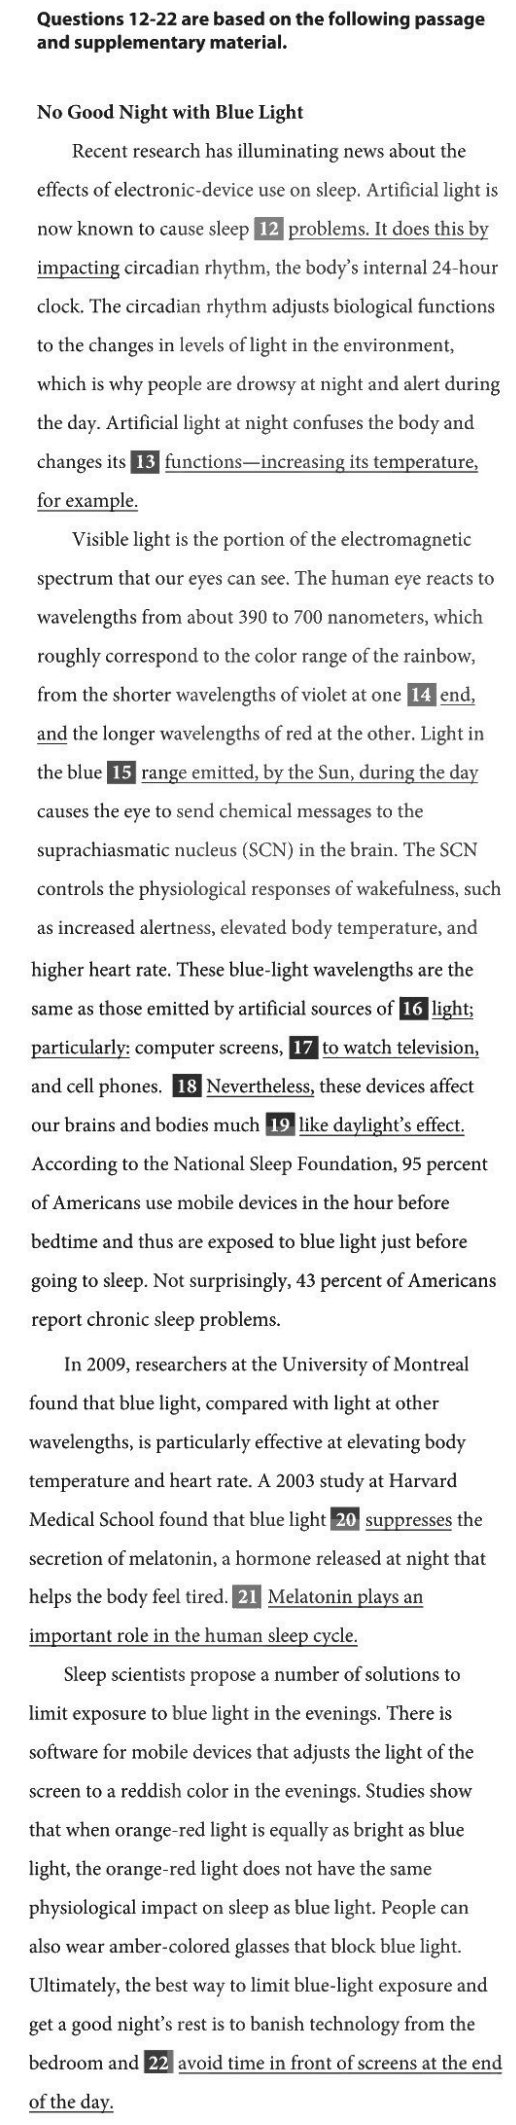 Questions 12-22 are based on the following passage
and supplementary material.
No Good Night with Blue Light
Recent research has illuminating news about the
effects of electronic-device use on sleep. Artificial light is
now known to cause sleep 12 problems. It does this by
impacting circadian rhythm, the body's internal 24-hour
clock. The circadian rhythm adjusts biological functions
to the changes in levels of light in the environment,
which is why people are drowsy at night and alert during
the day. Artificial light at night confuses the body and
changes its 13 functions—increasing its temperature,
for example.
Visible light is the portion of the electromagnetic
spectrum that our eyes can see. The human eye reacts to
wavelengths from about 390 to 700 nanometers, which
roughly correspond to the color range of the rainbow,
from the shorter wavelengths of violet at one 14 end,
and the longer wavelengths of red at the other. Light in
the blue 15 range emitted, by the Sun, during the day
causes the eye to send chemical messages to the
suprachiasmatic nucleus (SCN) in the brain. The SCN
controls the physiological responses of wakefulness, such
as increased alertness, elevated body temperature, and
higher heart rate. These blue-light wavelengths are the
same as those emitted by artificial sources of 16 light;
particularly: computer screens, 17 to watch television,
and cell phones. 18 Nevertheless, these devices affect
our brains and bodies much 19 like daylight's effect.
According to the National Sleep Foundation, 95 percent
of Americans use mobile devices in the hour before
bedtime and thus are exposed to blue light just before
going to sleep. Not surprisingly, 43 percent of Americans
report chronic sleep problems.
In 2009, researchers at the University of Montreal
found that blue light, compared with light at other
wavelengths, is particularly effective at elevating body
temperature and heart rate. A 2003 study at Harvard
Medical School found that blue light 20 suppresses the
secretion of melatonin, a hormone released at night that
helps the body feel tired. 21 Melatonin plays an
important role in the human sleep cycle.
Sleep scientists propose a number of solutions to
limit exposure to blue light in the evenings. There is
software for mobile devices that adjusts the light of the
screen to a reddish color in the evenings. Studies show
that when orange-red light is equally as bright as blue
light, the orange-red light does not have the same
physiological impact on sleep as blue light. People can
also wear amber-colored glasses that block blue light.
Ultimately, the best way to limit blue-light exposure and
get a good night's rest is to banish technology from the
bedroom and 22 avoid time in front of screens at the end
of the day.